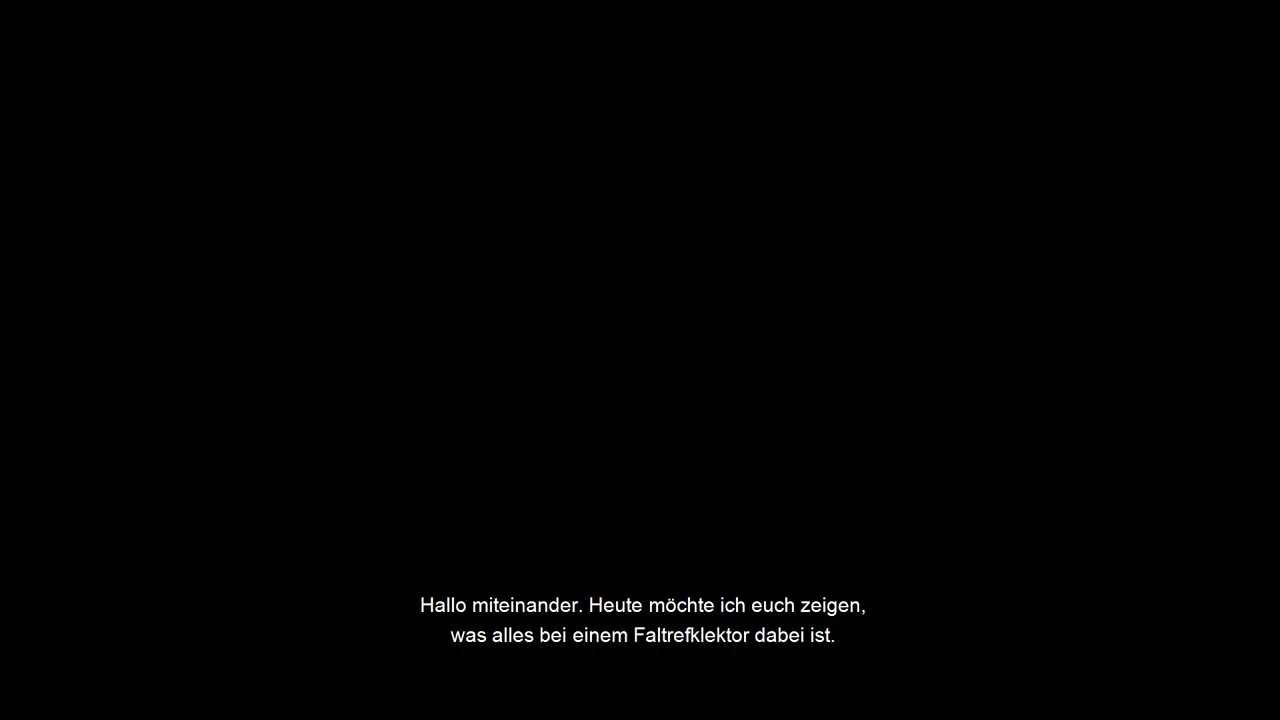 Hallo miteinander. Heute möchte ich euch zeigen,
was alles bei einem Faltrefklektor dabei ist.